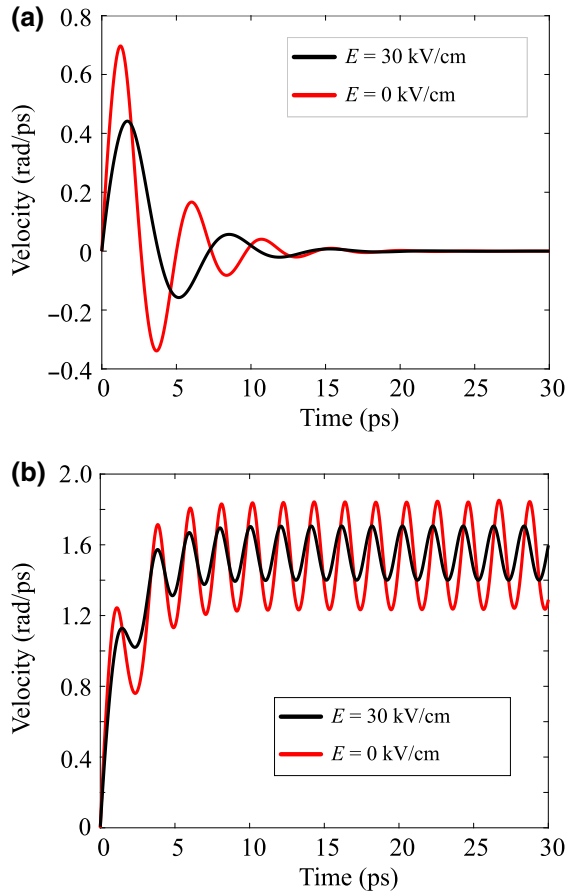 (a)
0.8
0.6
0.4
0.2
0
−0.2
−0.4
Velocity (rad/ps)
E = 30 kV/cm
E = 0 kV/cm
0 5 10 15 20 25 30
Time (ps)
(b)
2.0
1.6
1.2
0.8
0.4
0
Velocity (rad/ps)
E = 30 kV/cm
E = 0 kV/cm
0 5 10 15 20 25 30
Time (ps)